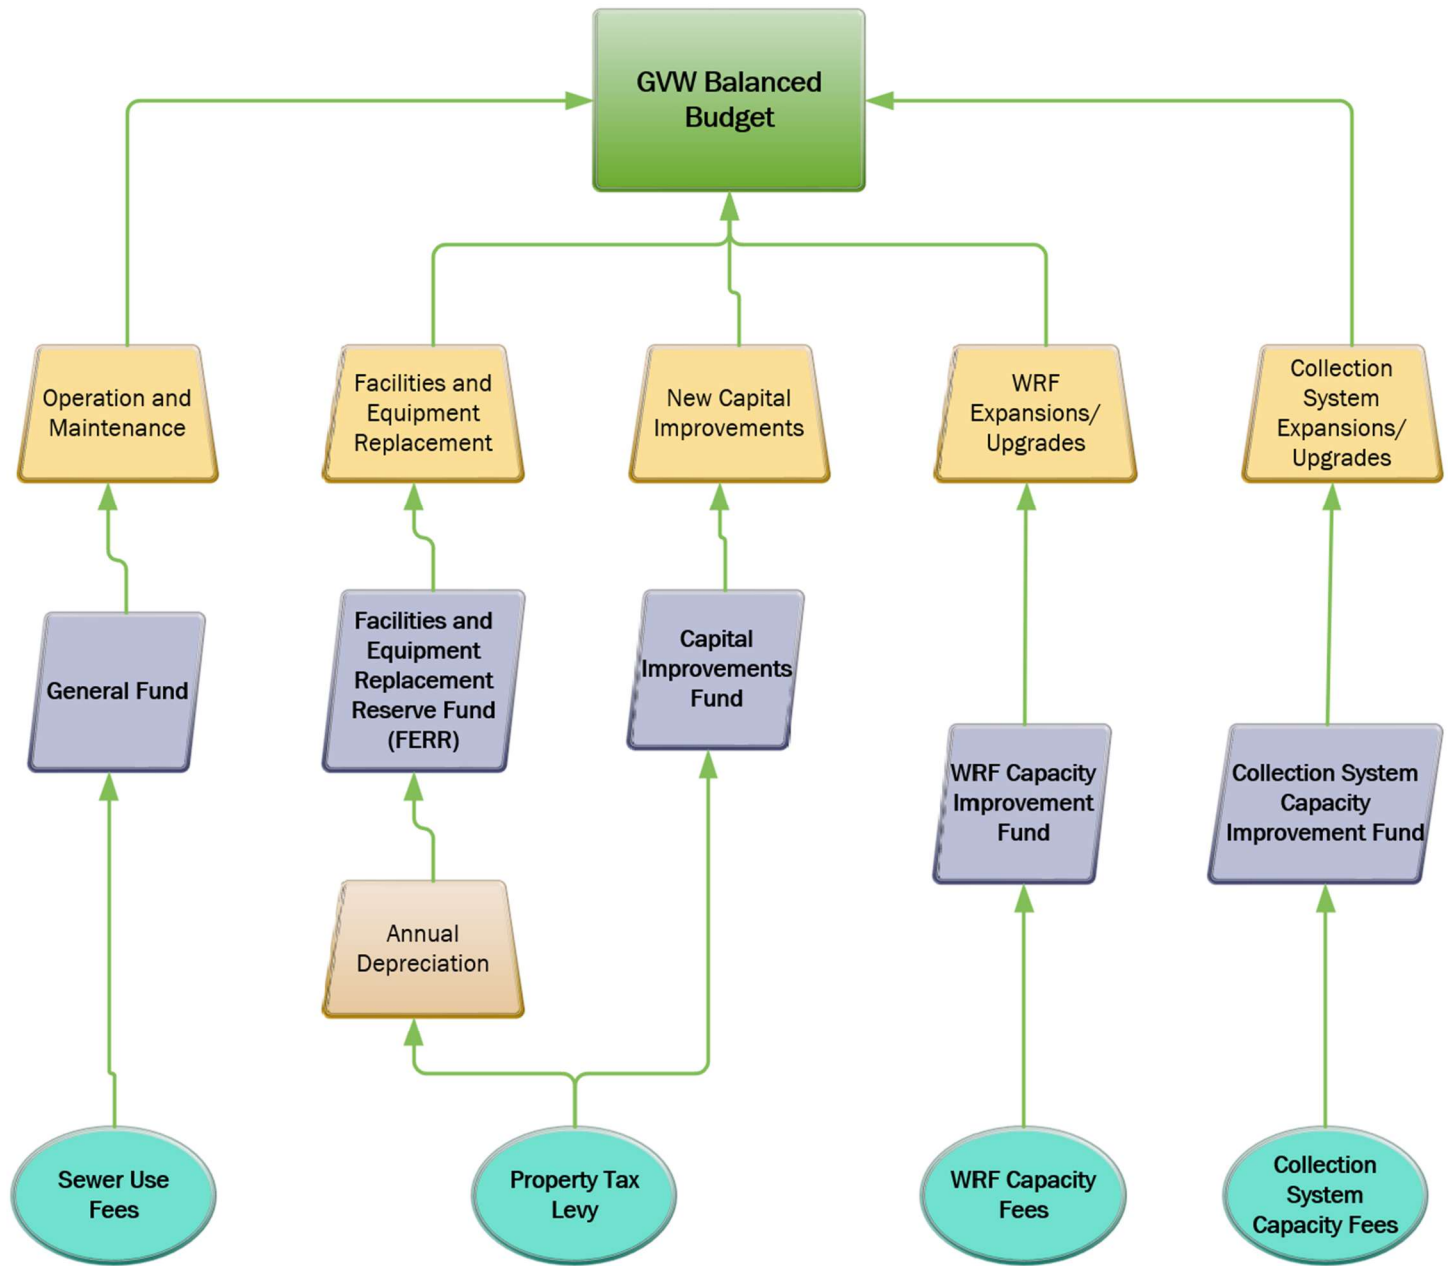 GVW Balanced
Budget
Operation and
Maintenance
Facilities and
Equipment
Replacement
New Capital
Improvements
WRF
Expansions/
Upgrades
Collection
System
Expansions/
Upgrades
General Fund
Facilities and
Equipment
Replacement
Reserve Fund
(FERR)
Capital
Improvements
Fund
WRF Capacity
Improvement
Fund
Collection System
Capacity
Improvement Fund
Annual
Depreciation
Sewer Use
Fees
Property Tax
Levy
WRF Capacity
Fees
Collection
System
Capacity Fees